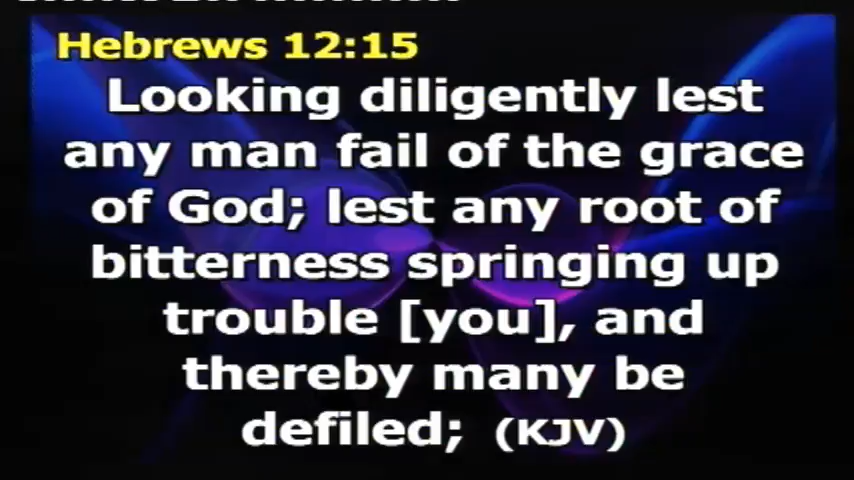 Hebrews 12:15
Looking diligently lest
any man fail of the grace
of God; lest any root of
bitterness springing up
trouble [you], and
thereby many be
defiled; (KJV)